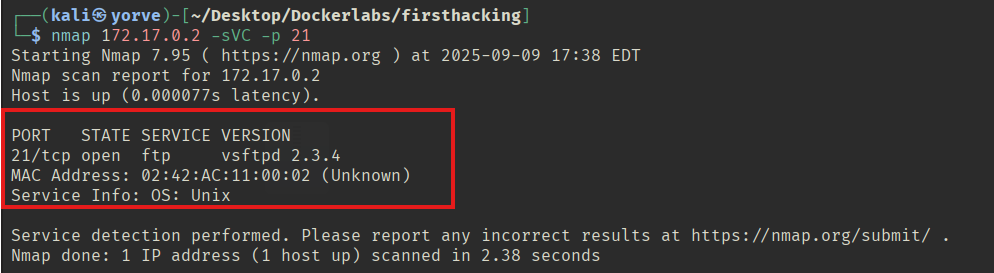 ┌──(kali㉿yorve)-[~/Desktop/Dockerlabs/firsthacking]
└─$ nmap 172.17.0.2 -sVC -p 21
Starting Nmap 7.95 ( https://nmap.org ) at 2025-09-09 17:38 EDT
Nmap scan report for 172.17.0.2
Host is up (0.000077s latency).
PORT   STATE SERVICE VERSION
21/tcp open  ftp     vsftpd 2.3.4
MAC Address: 02:42:AC:11:00:02 (Unknown)
Service Info: OS: Unix
Service detection performed. Please report any incorrect results at https://nmap.org/submit/ .
Nmap done: 1 IP address (1 host up) scanned in 2.38 seconds